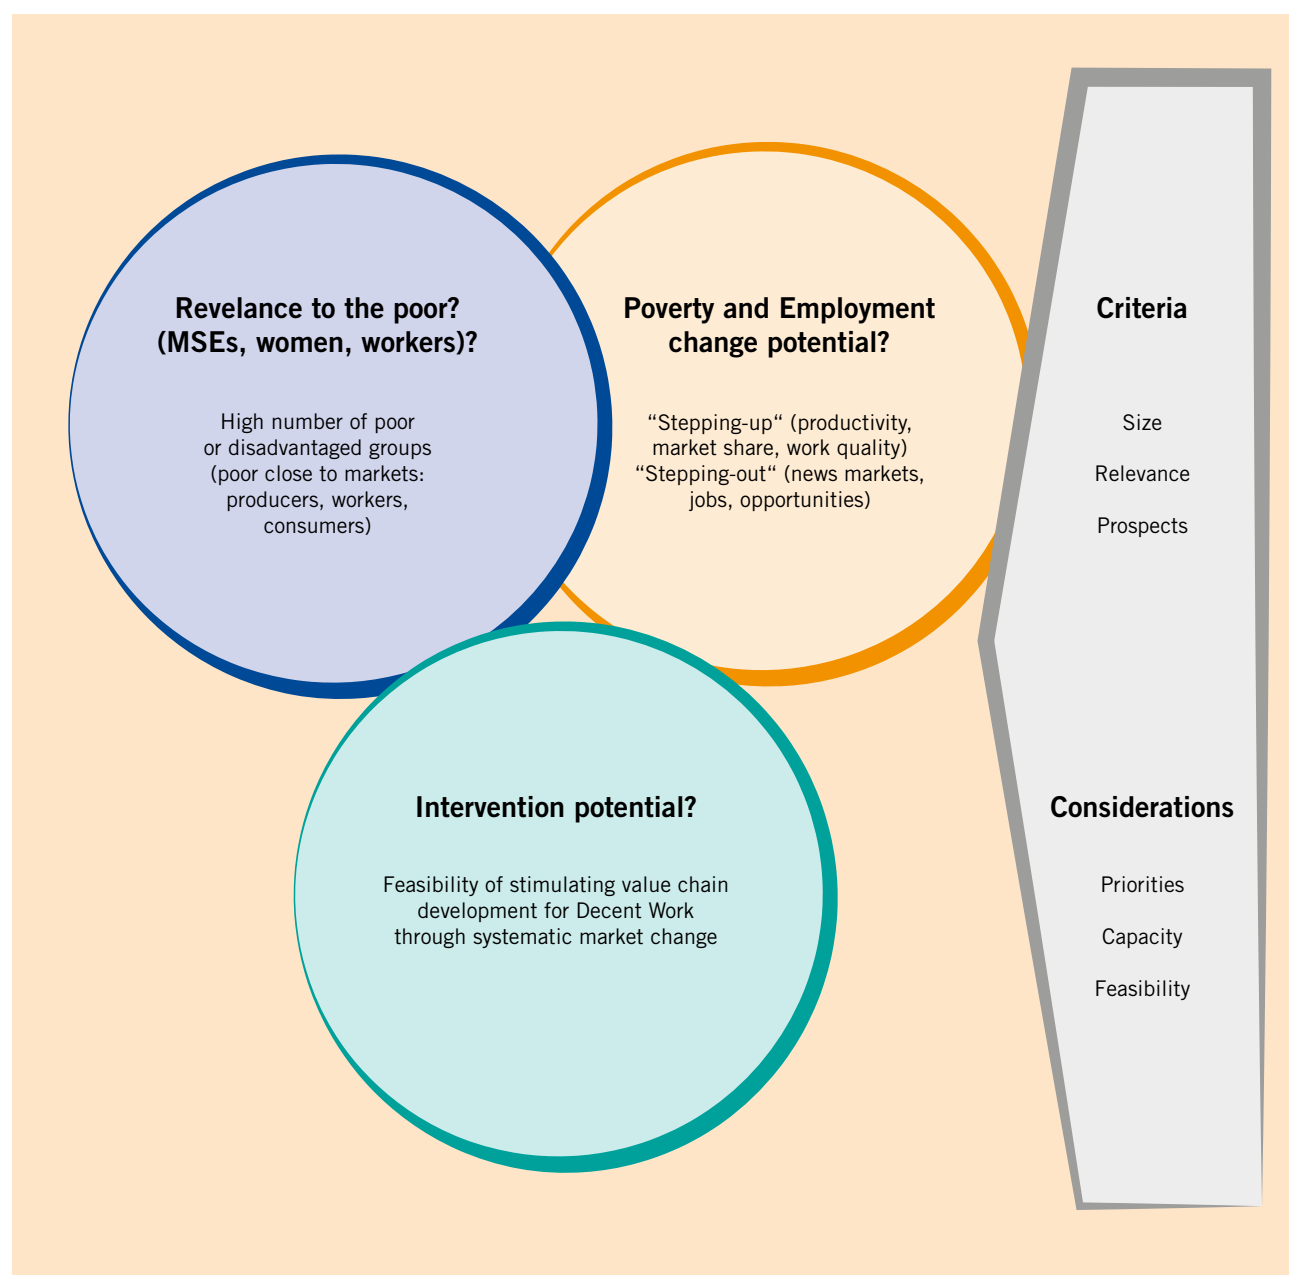 Revelance to the poor?
(MSEs, women, workers)?
High number of poor
or disadvantaged groups
(poor close to markets:
producers, workers,
consumers)
Poverty and Employment
change potential?
“Stepping-up“ (productivity,
market share, work quality)
“Stepping-out“ (news markets,
jobs, opportunities)
Criteria
Size
Relevance
Prospects
Intervention potential?
Feasibility of stimulating value chain
development for Decent Work
through systematic market change
Considerations
Priorities
Capacity
Feasibility